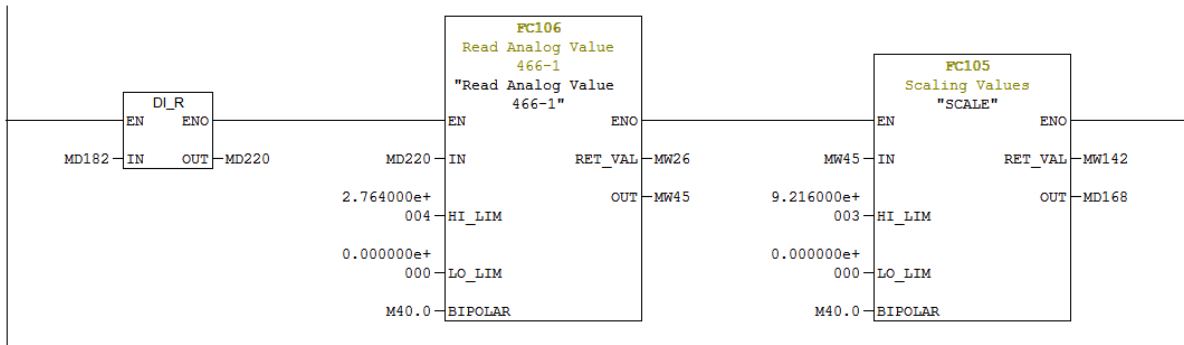 FC106
Read Analog Value
466-1
"Read Analog Value
466-1"
FC105
Scaling Values
"SCALE"
DI_R
EN ENO
EN ENO
EN ENO
MD182 IN OUT MD220
MD220 IN RET_VAL MW26
MW45 IN RET_VAL MW142
2.764000e+
004 HI_LIM
OUT MW45
9.216000e+
003 HI_LIM
OUT MD168
0.000000e+
000 LO_LIM
0.000000e+
000 LO_LIM
M40.0 BIPOLAR
M40.0 BIPOLAR